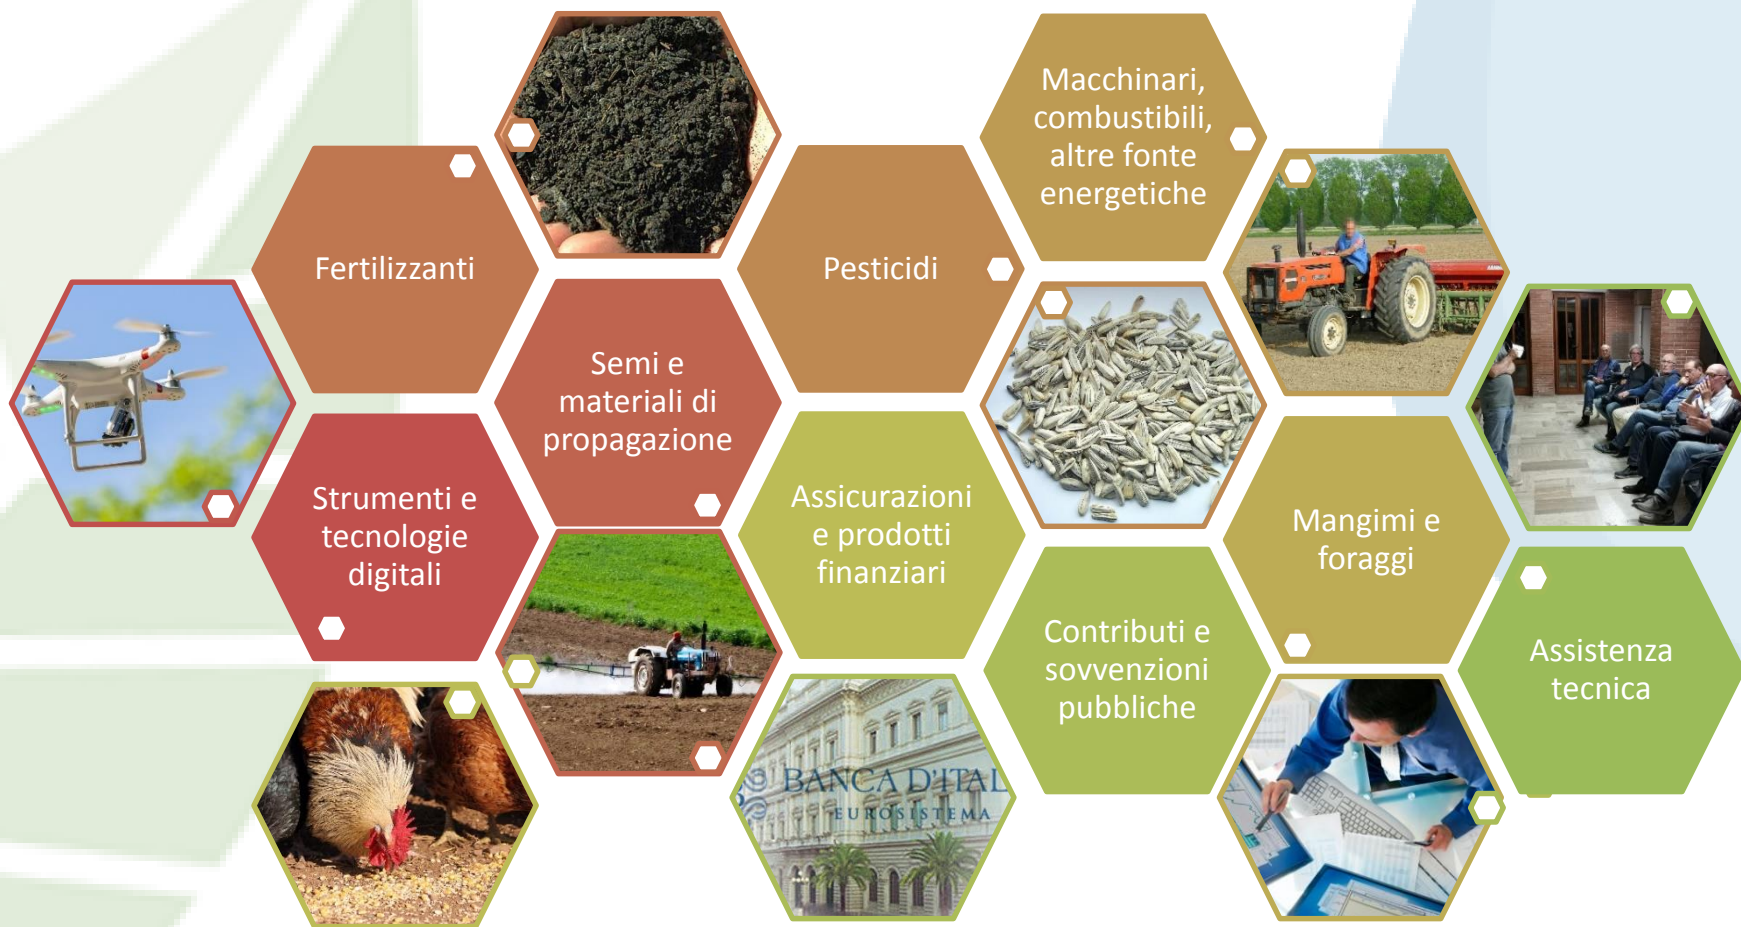 Macchinari,
combustibili,
altre fonte
energetiche
Fertilizzanti
Pesticidi
Semi e
materiali di
propagazione
Strumenti e
tecnologie
digitali
Assicurazioni
e prodotti
finanziari
Mangimi e
foraggi
Contributi e
sovvenzioni
pubbliche
Assistenza
tecnica
BANCA D'ITAL
EUROSISTEMA